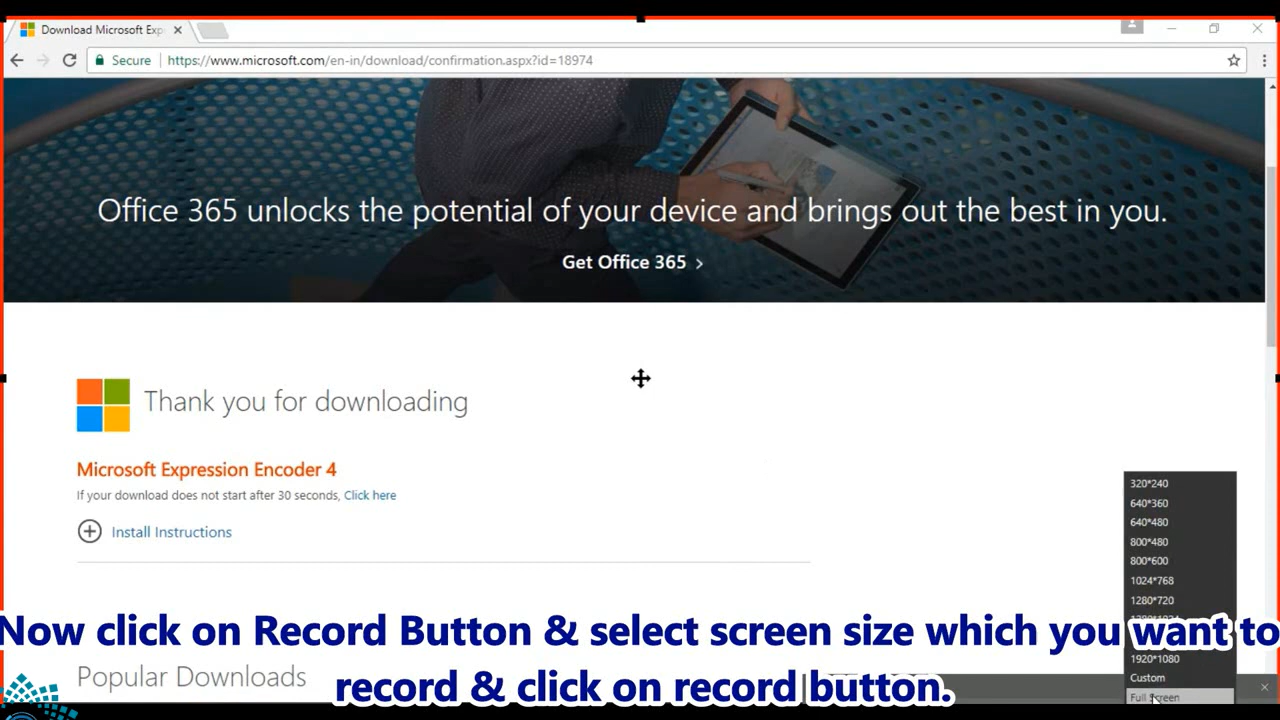 Download Microsoft Exp
Secure https://www.microsoft.com/en-in/download/confirmation.aspx?id=18974
Office 365 unlocks the potential of your device and brings out the best in you.
Get Office 365 >
Thank you for downloading
Microsoft Expression Encoder 4
If your download does not start after 30 seconds, Click here
Install Instructions
320*240
640*360
640*480
800*480
800*600
1024*768
1280*720
1920*1080
Custom
Full Screen
Now click on Record Button & select screen size which you want to
record & click on record button.
Popular Downloads